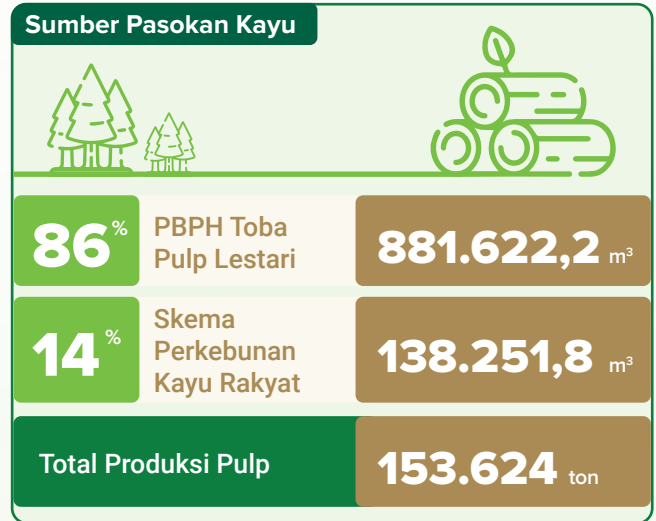 Sumber Pasokan Kayu
86%
PBPH Toba
Pulp Lestari
881.622,2 m³
14%
Skema
Perkebunan
Kayu Rakyat
138.251,8 m³
Total Produksi Pulp
153.624 ton